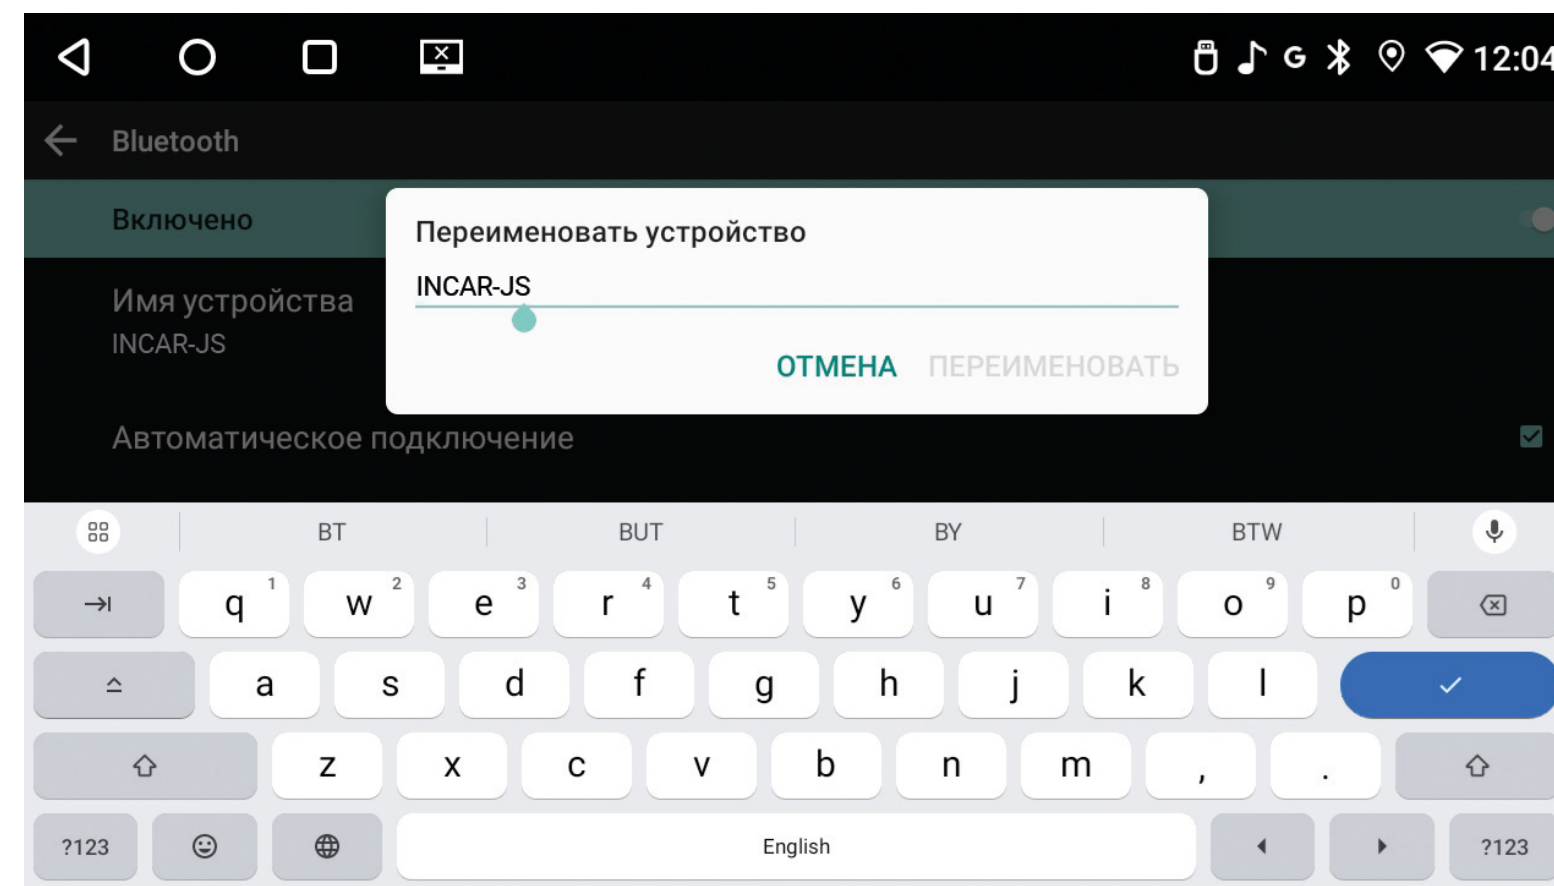 12:04
Bluetooth
Включено
Переименовать устройство
INCAR-JS
ОТМЕНА ПЕРЕИМЕНОВАТЬ
Имя устройства
INCAR-JS
Автоматическое подключение
BT BUT BY BTW
q 1 w 2 e 3 r 4 t 5 y 6 u 7 i 8 o 9 p 0
a s d f g h j k l
z x c v b n m , .
?123 English ?123